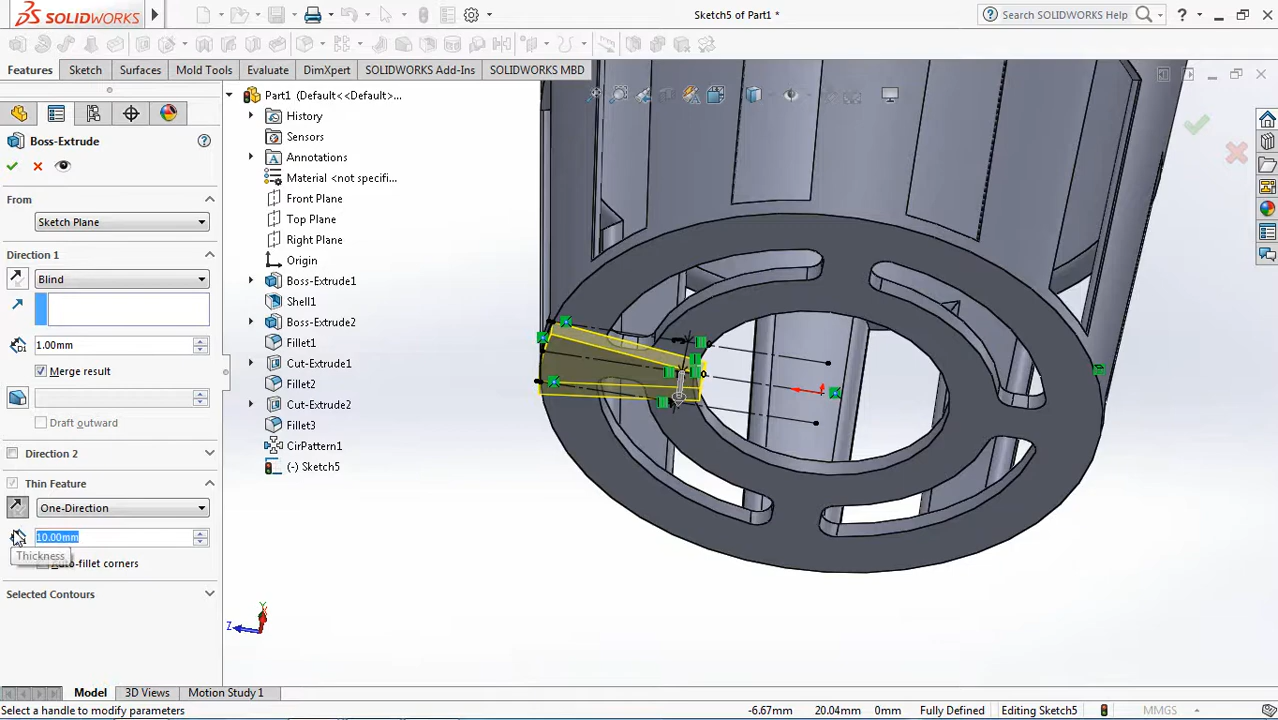 SOLIDWORKS
Sketch5 of Part1 *
Search SOLIDWORKS Help
?
Features
Sketch
Surfaces
Mold Tools
Evaluate
DimXpert
SOLIDWORKS Add-Ins
SOLIDWORKS MBD
Boss-Extrude
?
From
Sketch Plane
Direction 1
Blind
1.00mm
Merge result
Draft outward
Direction 2
Thin Feature
One-Direction
10.00mm
Thickness
Auto-fillet corners
Selected Contours
Part1 (Default<<Default>...
History
Sensors
Annotations
Material <not specifi...
Front Plane
Top Plane
Right Plane
Origin
Boss-Extrude1
Shell1
Boss-Extrude2
Fillet1
Cut-Extrude1
Fillet2
Cut-Extrude2
Fillet3
CirPattern1
(-) Sketch5
Y
Z
Model
3D Views
Motion Study 1
Select a handle to modify parameters
-6.67mm
20.04mm
0mm
Fully Defined
Editing Sketch5
MMGS